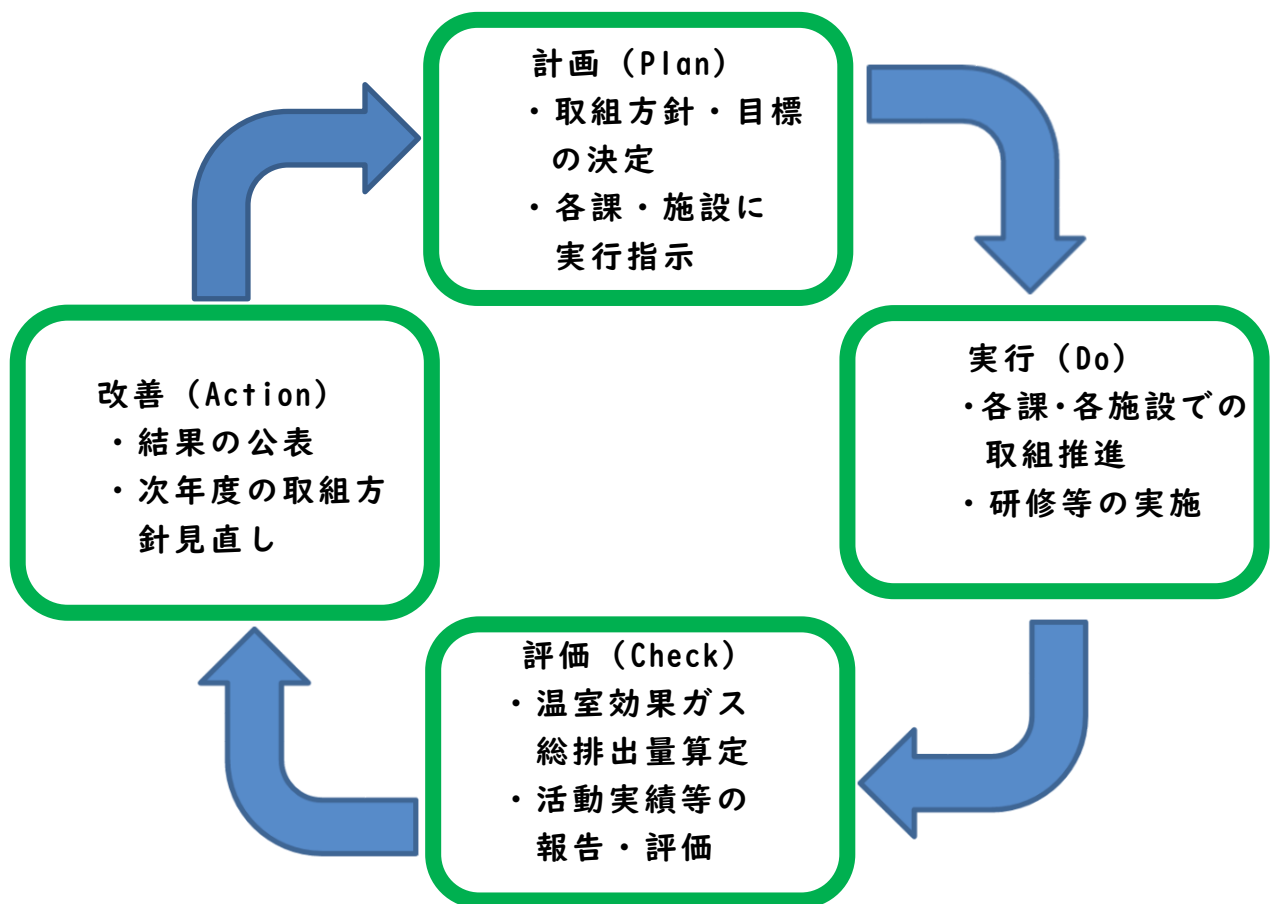 計画（Plan）
・取組方針・目標
の決定
・各課・施設に
実行指示
実行（Do）
・各課・各施設での
取組推進
・研修等の実施
評価（Check）
・温室効果ガス
総排出量算定
・活動実績等の
報告・評価
改善（Action）
・結果の公表
・次年度の取組方
針見直し